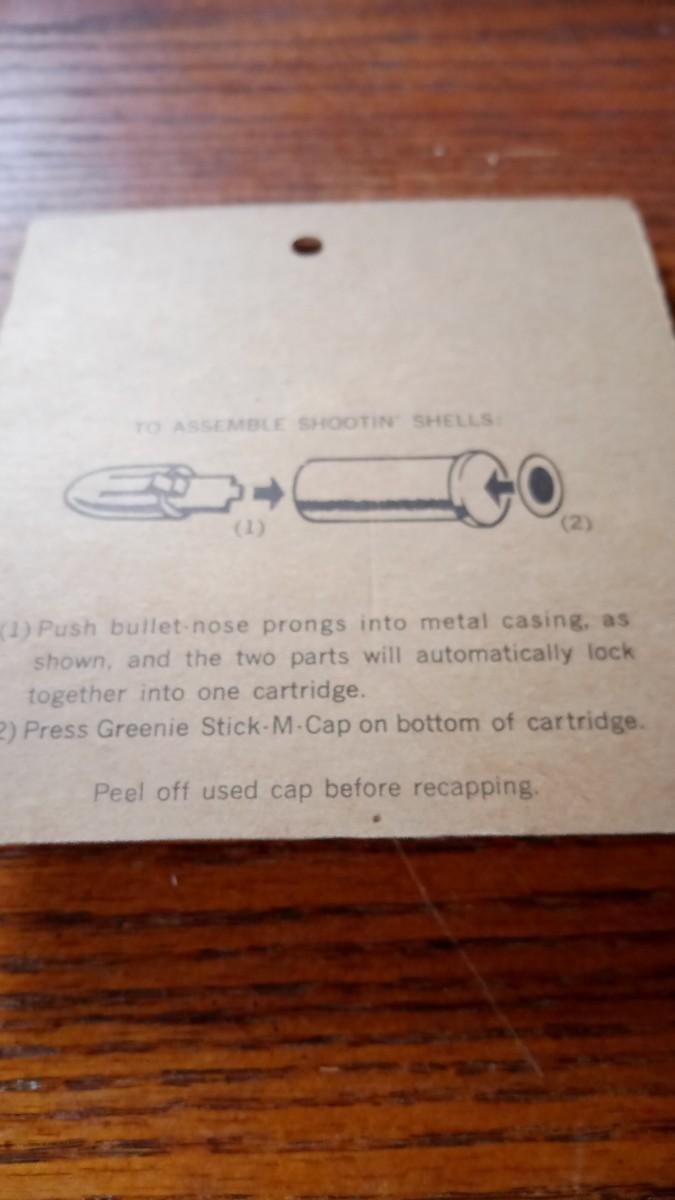 TO ASSEMBLE SHOOTIN' SHELLS:
(1)
(2)
(1) Push bullet-nose prongs into metal casing, as
shown, and the two parts will automatically lock
together into one cartridge.
2) Press Greenie Stick-M-Cap on bottom of cartridge.
Peel off used cap before recapping.